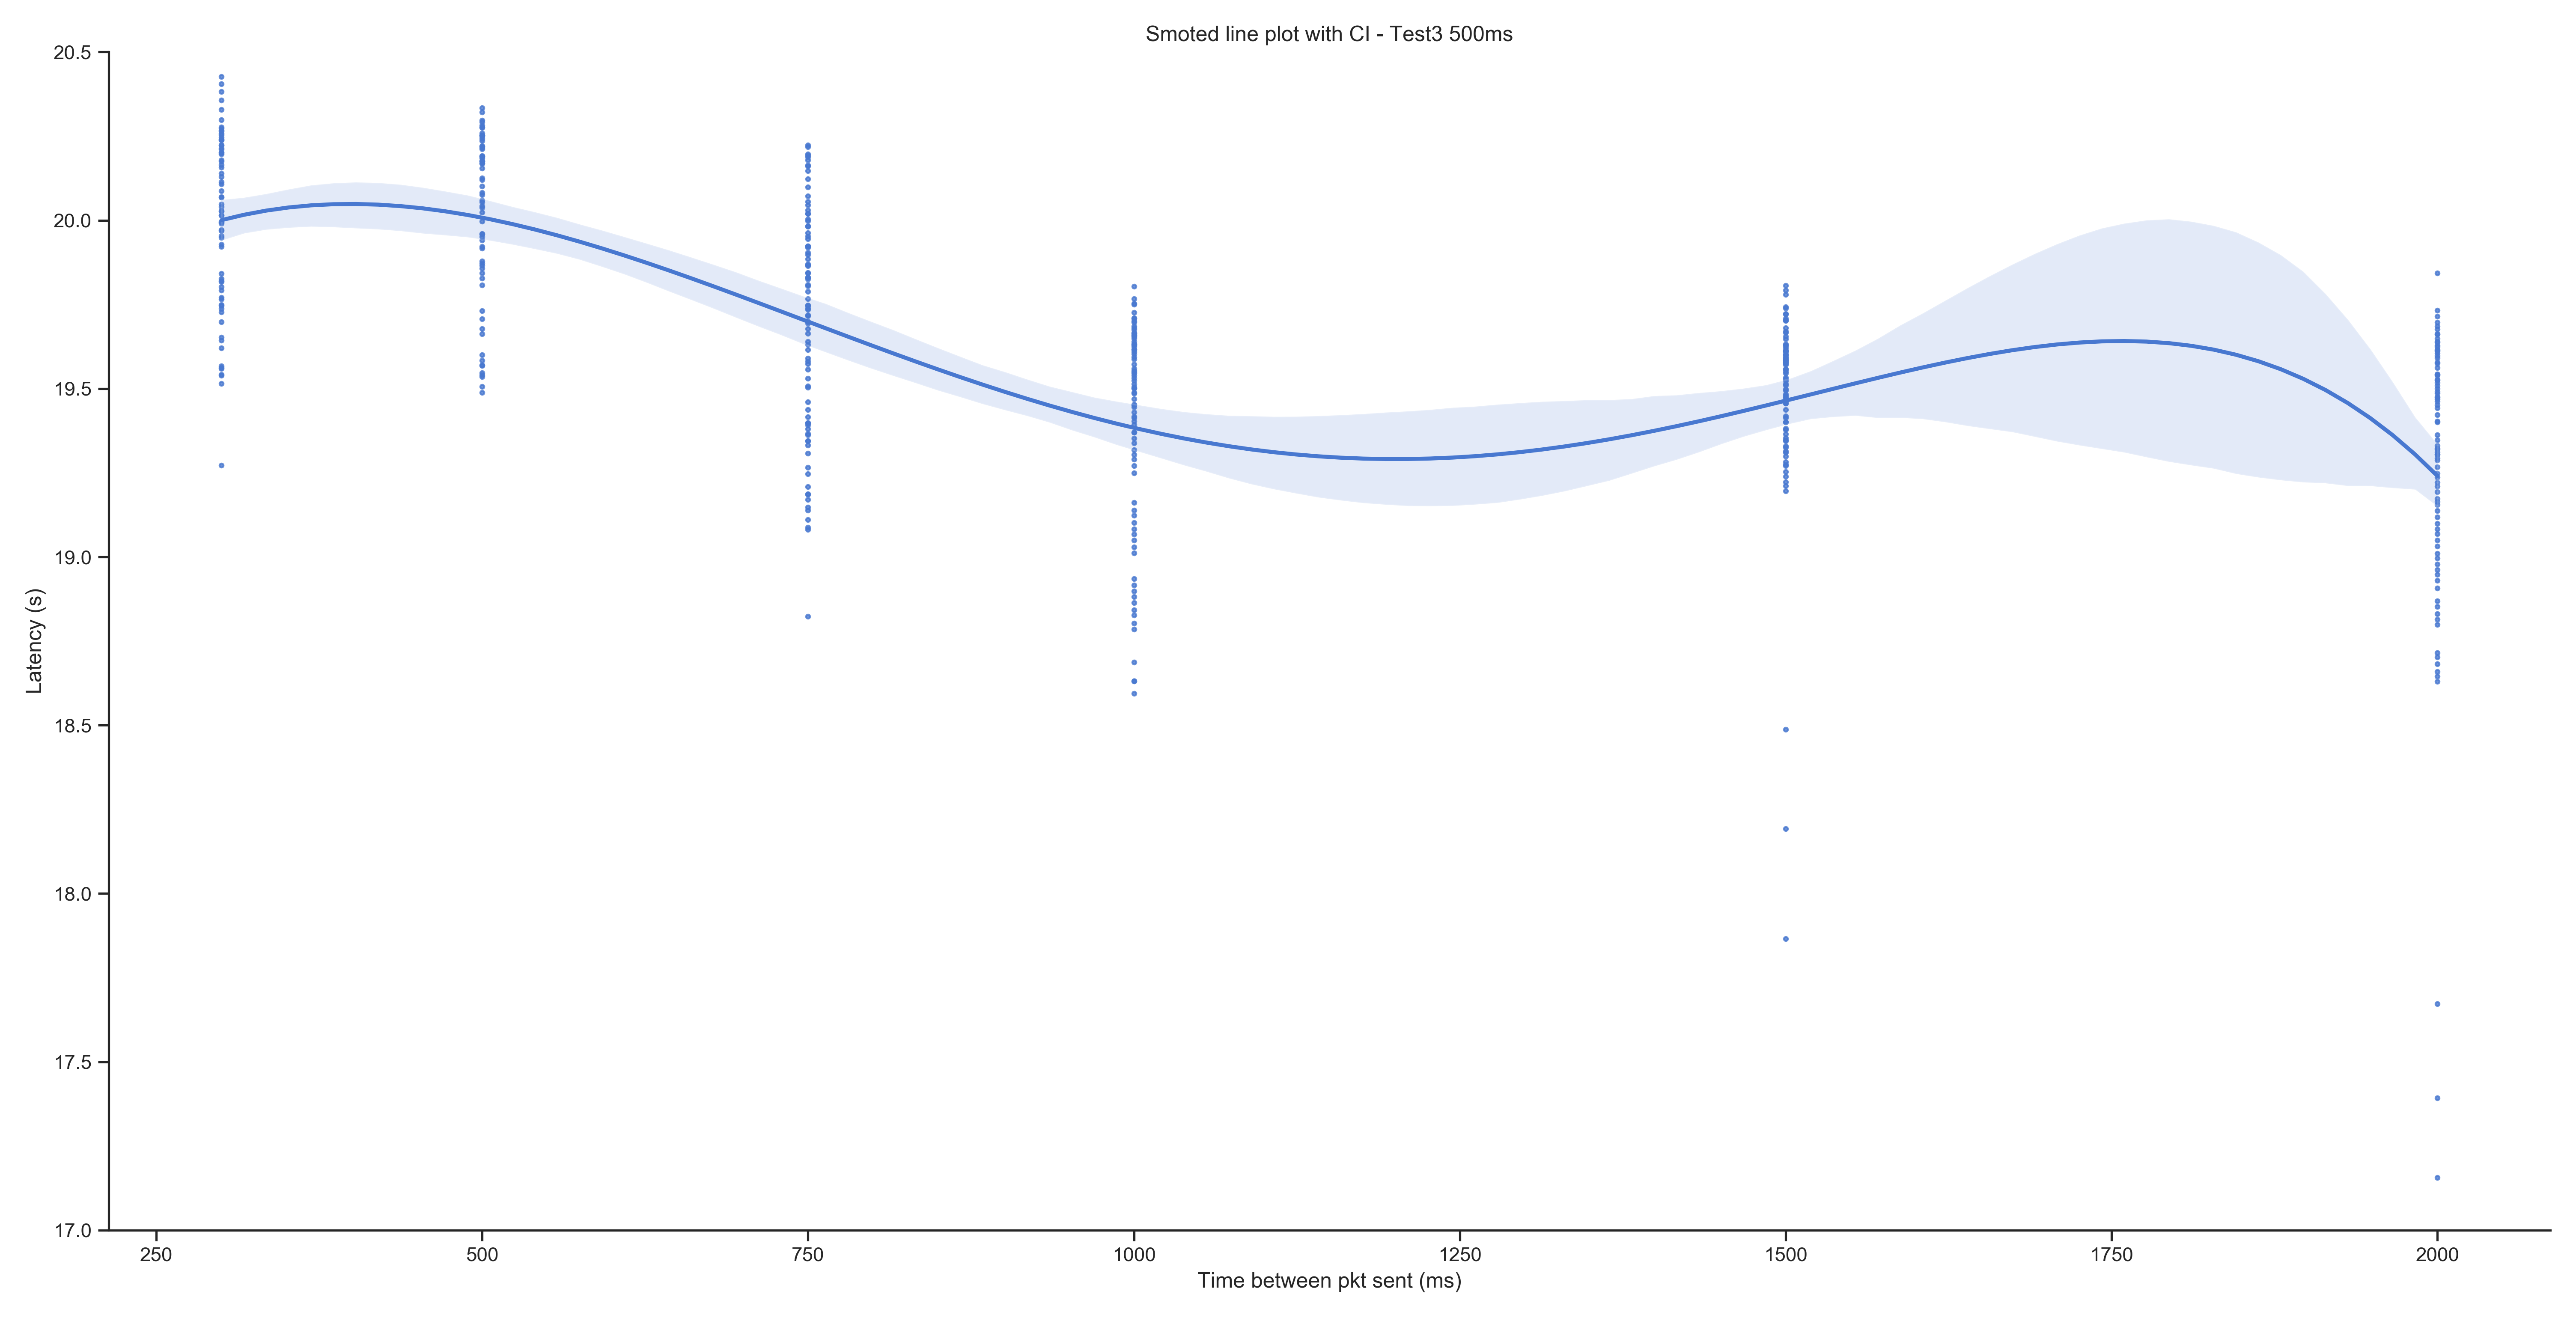 Smoted line plot with CI - Test3 500ms
20.5
20.0
19.5
19.0
18.5
18.0
17.5
17.0
Latency (s)
250 500 750 1000 1250 1500 1750 2000
Time between pkt sent (ms)